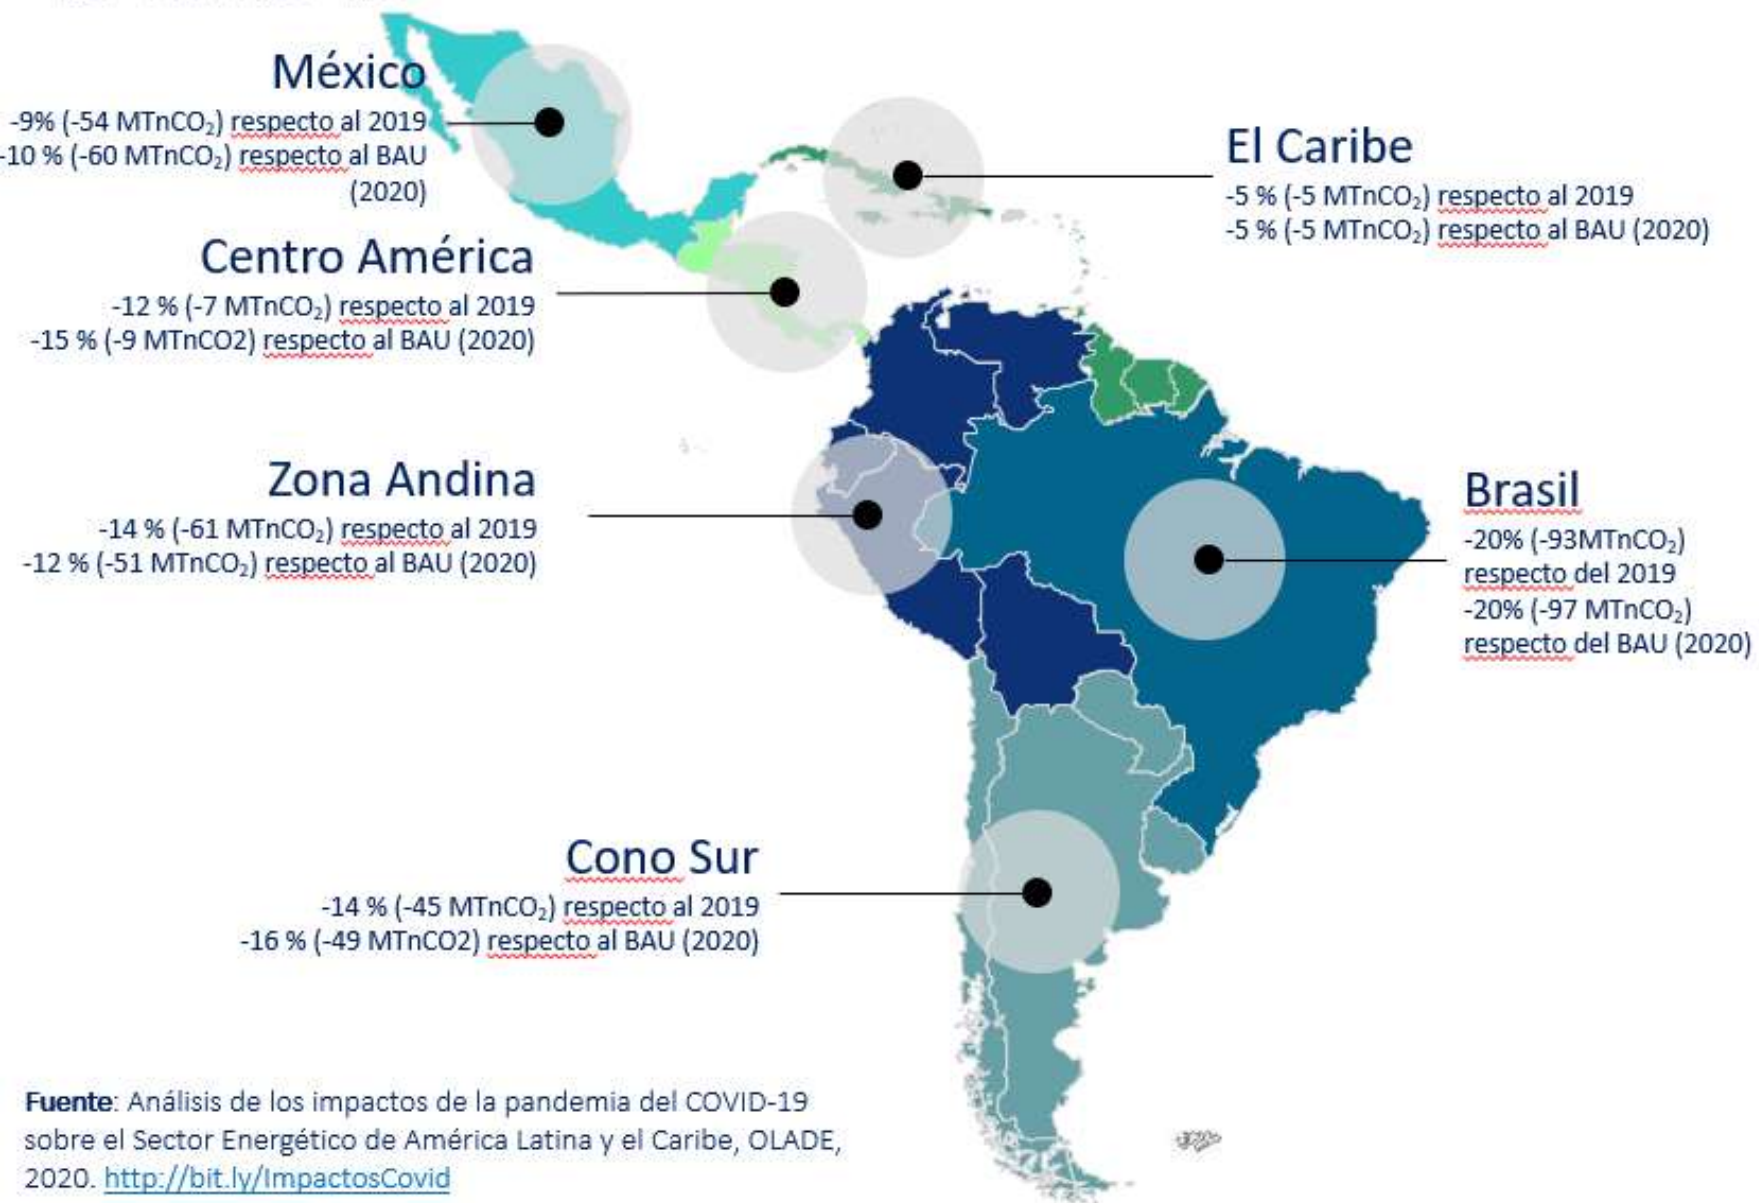 México
-9% (-54 MTnCO₂) respecto al 2019
-10 % (-60 MTnCO₂) respecto al BAU
(2020)
El Caribe
-5 % (-5 MTnCO₂) respecto al 2019
-5 % (-5 MTnCO₂) respecto al BAU (2020)
Centro América
-12 % (-7 MTnCO₂) respecto al 2019
-15 % (-9 MTnCO2) respecto al BAU (2020)
Zona Andina
-14 % (-61 MTnCO₂) respecto al 2019
-12 % (-51 MTnCO₂) respecto al BAU (2020)
Brasil
-20% (-93MTnCO₂)
respecto del 2019
-20% (-97 MTnCO₂)
respecto del BAU (2020)
Cono Sur
-14 % (-45 MTnCO₂) respecto al 2019
-16 % (-49 MTnCO2) respecto al BAU (2020)
Fuente: Análisis de los impactos de la pandemia del COVID-19
sobre el Sector Energético de América Latina y el Caribe, OLADE,
2020. http://bit.ly/ImpactosCovid